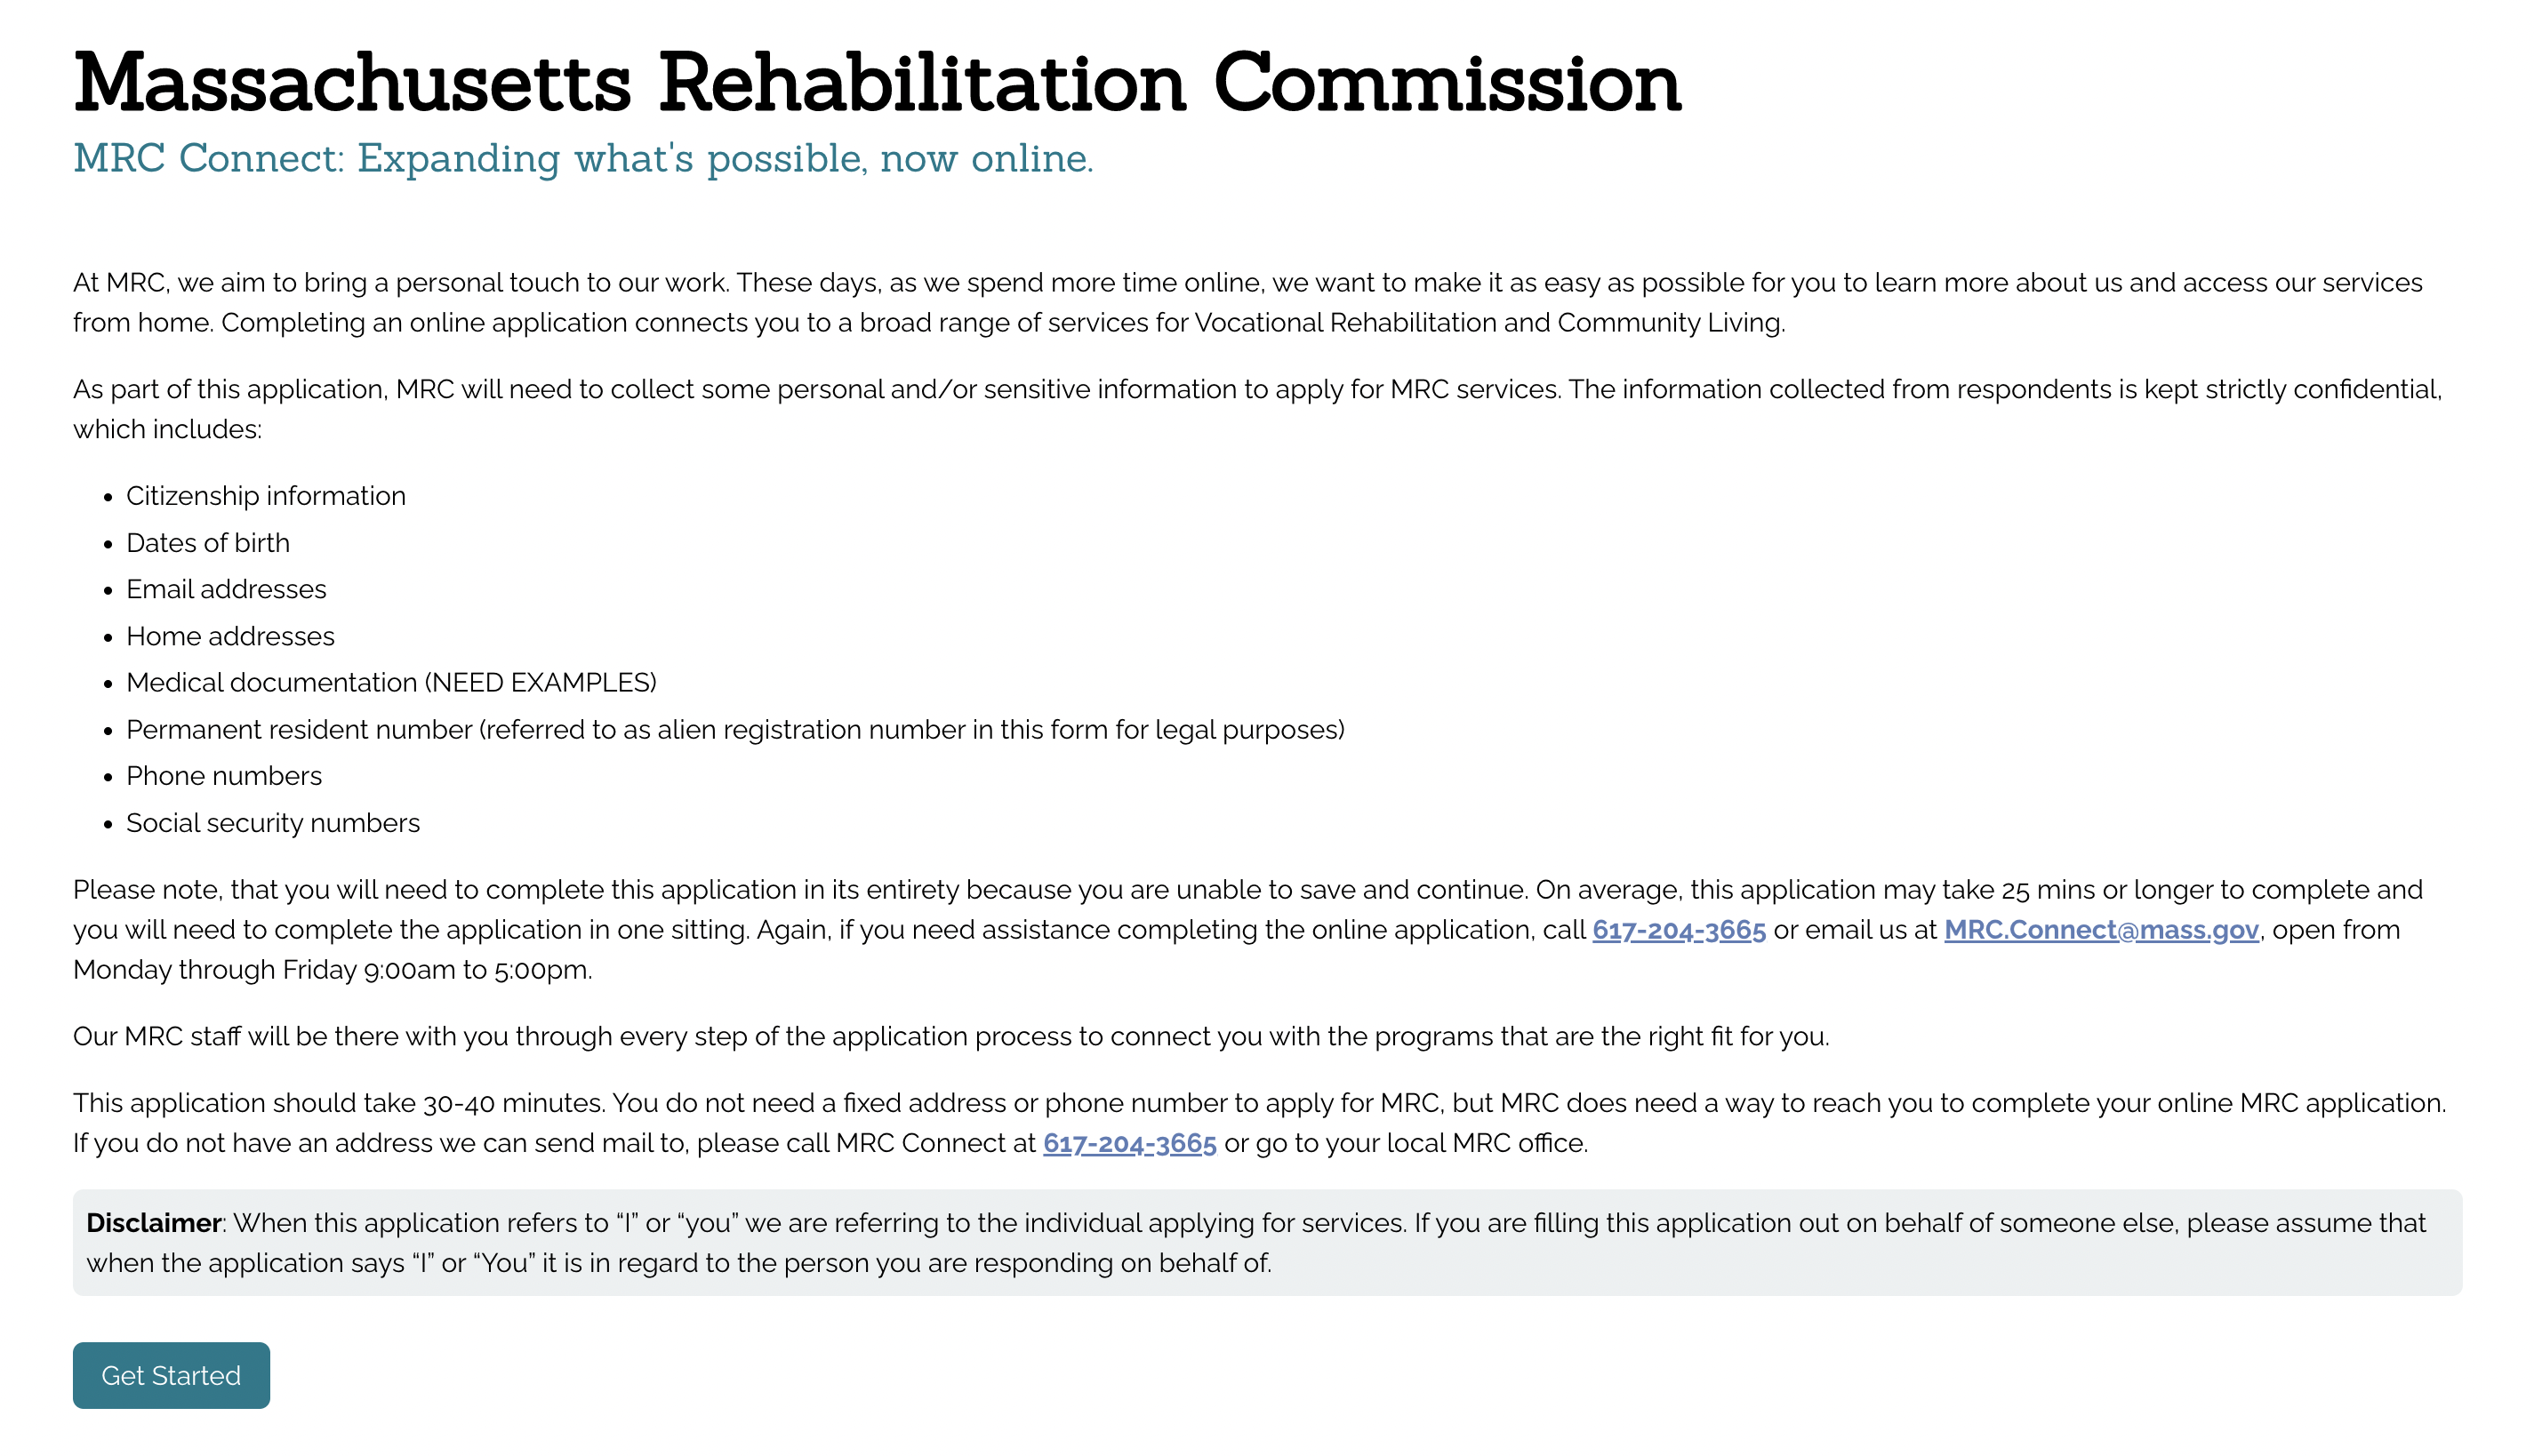 Massachusetts Rehabilitation Commission
MRC Connect: Expanding what's possible, now online.
At MRC, we aim to bring a personal touch to our work. These days, as we spend more time online, we want to make it as easy as possible for you to learn more about us and access our services
from home. Completing an online application connects you to a broad range of services for Vocational Rehabilitation and Community Living.
As part of this application, MRC will need to collect some personal and/or sensitive information to apply for MRC services. The information collected from respondents is kept strictly confidential,
which includes:
• Citizenship information
• Dates of birth
• Email addresses
• Home addresses
• Medical documentation (NEED EXAMPLES)
• Permanent resident number (referred to as alien registration number in this form for legal purposes)
• Phone numbers
• Social security numbers
Please note, that you will need to complete this application in its entirety because you are unable to save and continue. On average, this application may take 25 mins or longer to complete and
you will need to complete the application in one sitting. Again, if you need assistance completing the online application, call 617-204-3665 or email us at MRC.Connect@mass.gov, open from
Monday through Friday 9:00am to 5:00pm.
Our MRC staff will be there with you through every step of the application process to connect you with the programs that are the right fit for you.
This application should take 30-40 minutes. You do not need a fixed address or phone number to apply for MRC, but MRC does need a way to reach you to complete your online MRC application.
If you do not have an address we can send mail to, please call MRC Connect at 617-204-3665 or go to your local MRC office.
Disclaimer: When this application refers to “I” or “you” we are referring to the individual applying for services. If you are filling this application out on behalf of someone else, please assume that
when the application says “I” or “You” it is in regard to the person you are responding on behalf of.
Get Started